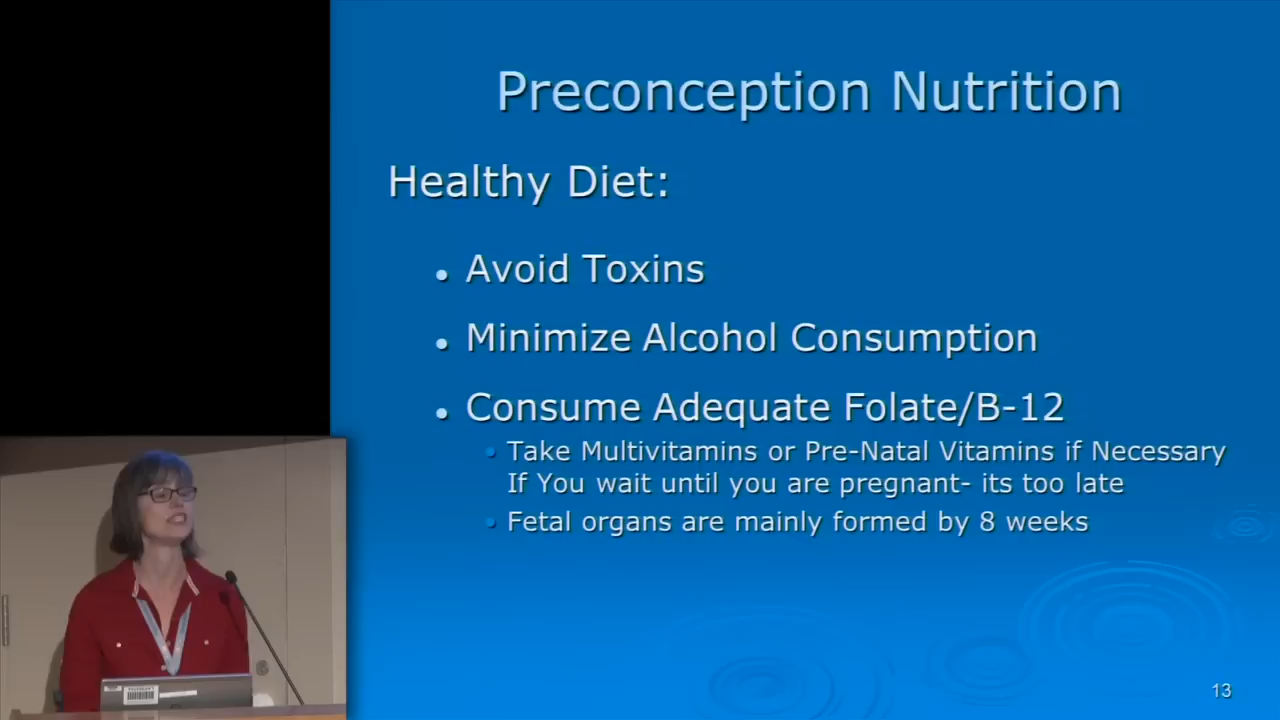 Preconception Nutrition
Healthy Diet:
• Avoid Toxins
• Minimize Alcohol Consumption
• Consume Adequate Folate/B-12
• Take Multivitamins or Pre-Natal Vitamins if Necessary
If You wait until you are pregnant- its too late
• Fetal organs are mainly formed by 8 weeks
13